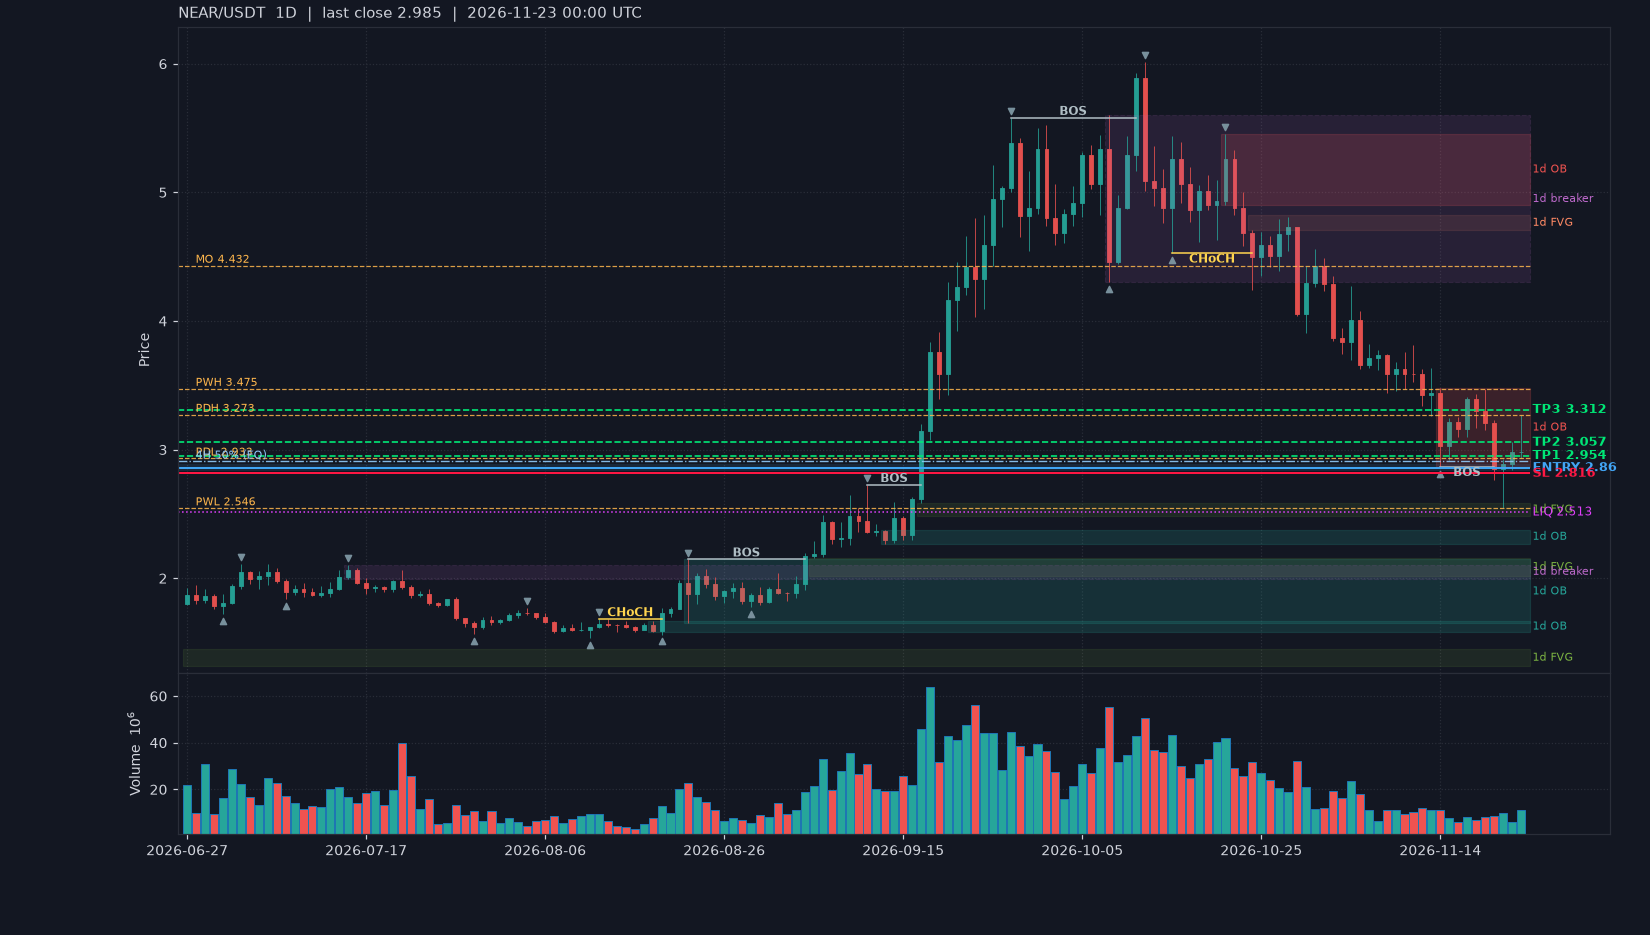 NEAR/USDT 1D | last close 2.985 | 2026-11-23 00:00 UTC
6
5
4
3
2
Price
BOS
1d OB
1d breaker
1d FVG
CHoCH
MO 4.432
PWH 3.475
PDH 3.273
TP3 3.312
1d OB
TP2 3.057
TP1 2.954
ENTRY 2.86
SL 2.816
BOS
BOS
PWL 2.546
1d FVG
LIQ 2.513
1d OB
BOS
1d FVG
1d breaker
1d OB
CHoCH
1d OB
1d FVG
60
40
20
Volume 10⁶
2026-06-27
2026-07-17
2026-08-06
2026-08-26
2026-09-15
2026-10-05
2026-10-25
2026-11-14